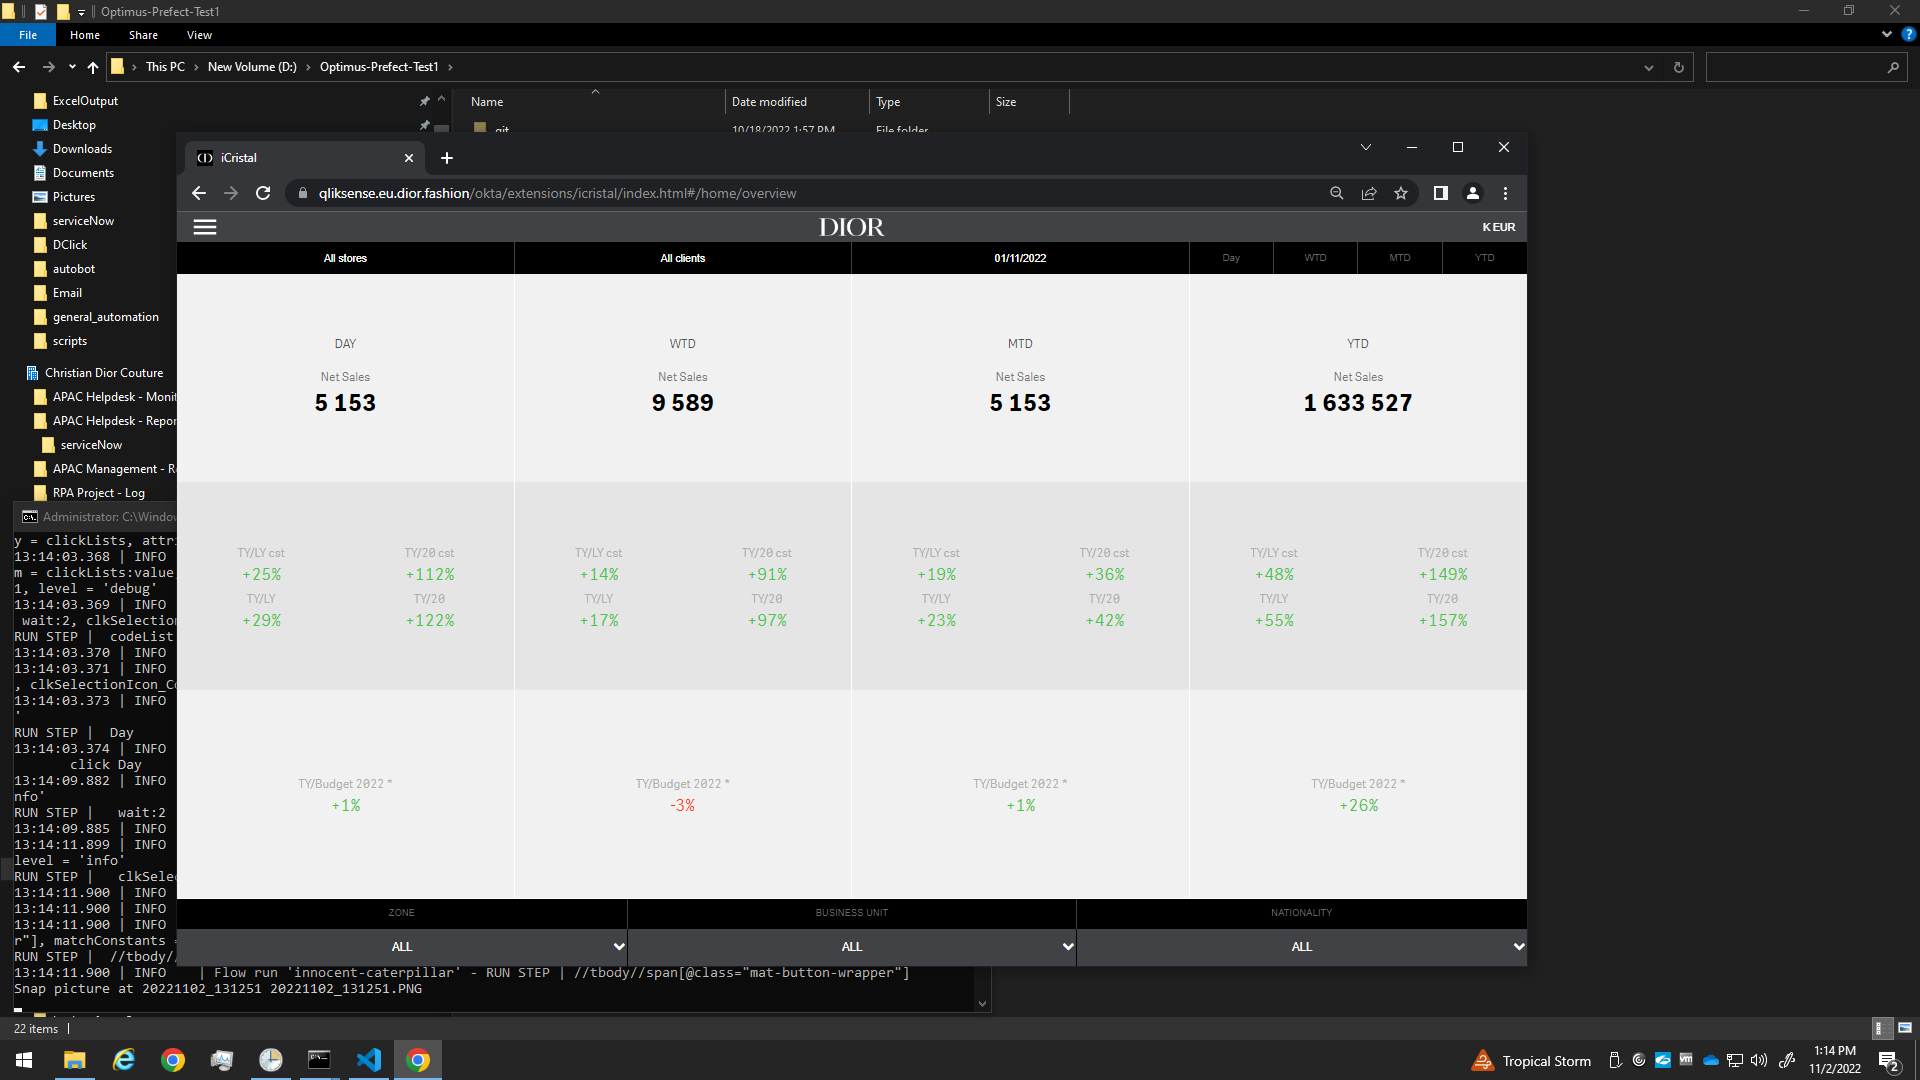 Optimus-Prefect-Test1
File Home Share View
This PC New Volume (D:) Optimus-Prefect-Test1
ExcelOutput
Desktop
Downloads
Documents
Pictures
serviceNow
DClick
autobot
Email
general_automation
scripts
Christian Dior Couture
APAC Helpdesk - Monit
APAC Helpdesk - Repor
serviceNow
APAC Management - R
RPA Project - Log
Name Date modified Type Size
git 10/18/2022 1:57 PM File folder
iCristal
qliksense.eu.dior.fashion/okta/extensions/icristal/index.html#/home/overview
DIOR
K EUR
All stores All clients 01/11/2022 Day WTD MTD YTD
DAY WTD MTD YTD
Net Sales Net Sales Net Sales Net Sales
5 153 9 589 5 153 1 633 527
TY/LY cst TY/20 cst TY/LY cst TY/20 cst TY/LY cst TY/20 cst TY/LY cst TY/20 cst
+25% +112% +14% +91% +19% +36% +48% +149%
TY/LY TY/20 TY/LY TY/20 TY/LY TY/20 TY/LY TY/20
+29% +122% +17% +97% +23% +42% +55% +157%
TY/Budget 2022 * TY/Budget 2022 * TY/Budget 2022 * TY/Budget 2022 *
+1% -3% +1% +26%
ZONE BUSINESS UNIT NATIONALITY
ALL ALL ALL
Administrator: C:\Window
y = clickLists, attri
13:14:03.368 | INFO
m = clickLists:value,
1, level = 'debug'
13:14:03.369 | INFO
wait:2, clkSelection
RUN STEP | codeList
13:14:03.370 | INFO
13:14:03.371 | INFO
, clkSelectionIcon_Co
13:14:03.373 | INFO
'
RUN STEP | Day
13:14:03.374 | INFO
click Day
13:14:09.882 | INFO
nfo'
RUN STEP | wait:2
13:14:09.885 | INFO
13:14:11.899 | INFO
level = 'info'
RUN STEP | clkSelec
13:14:11.900 | INFO
13:14:11.900 | INFO
13:14:11.900 | INFO
r"], matchConstants =
RUN STEP | //tbody//
13:14:11.900 | INFO | Flow run 'innocent-caterpillar' - RUN STEP | //tbody//span[@class="mat-button-wrapper"]
Snap picture at 20221102_131251 20221102_131251.PNG
22 items
Tropical Storm
1:14 PM
11/2/2022
2